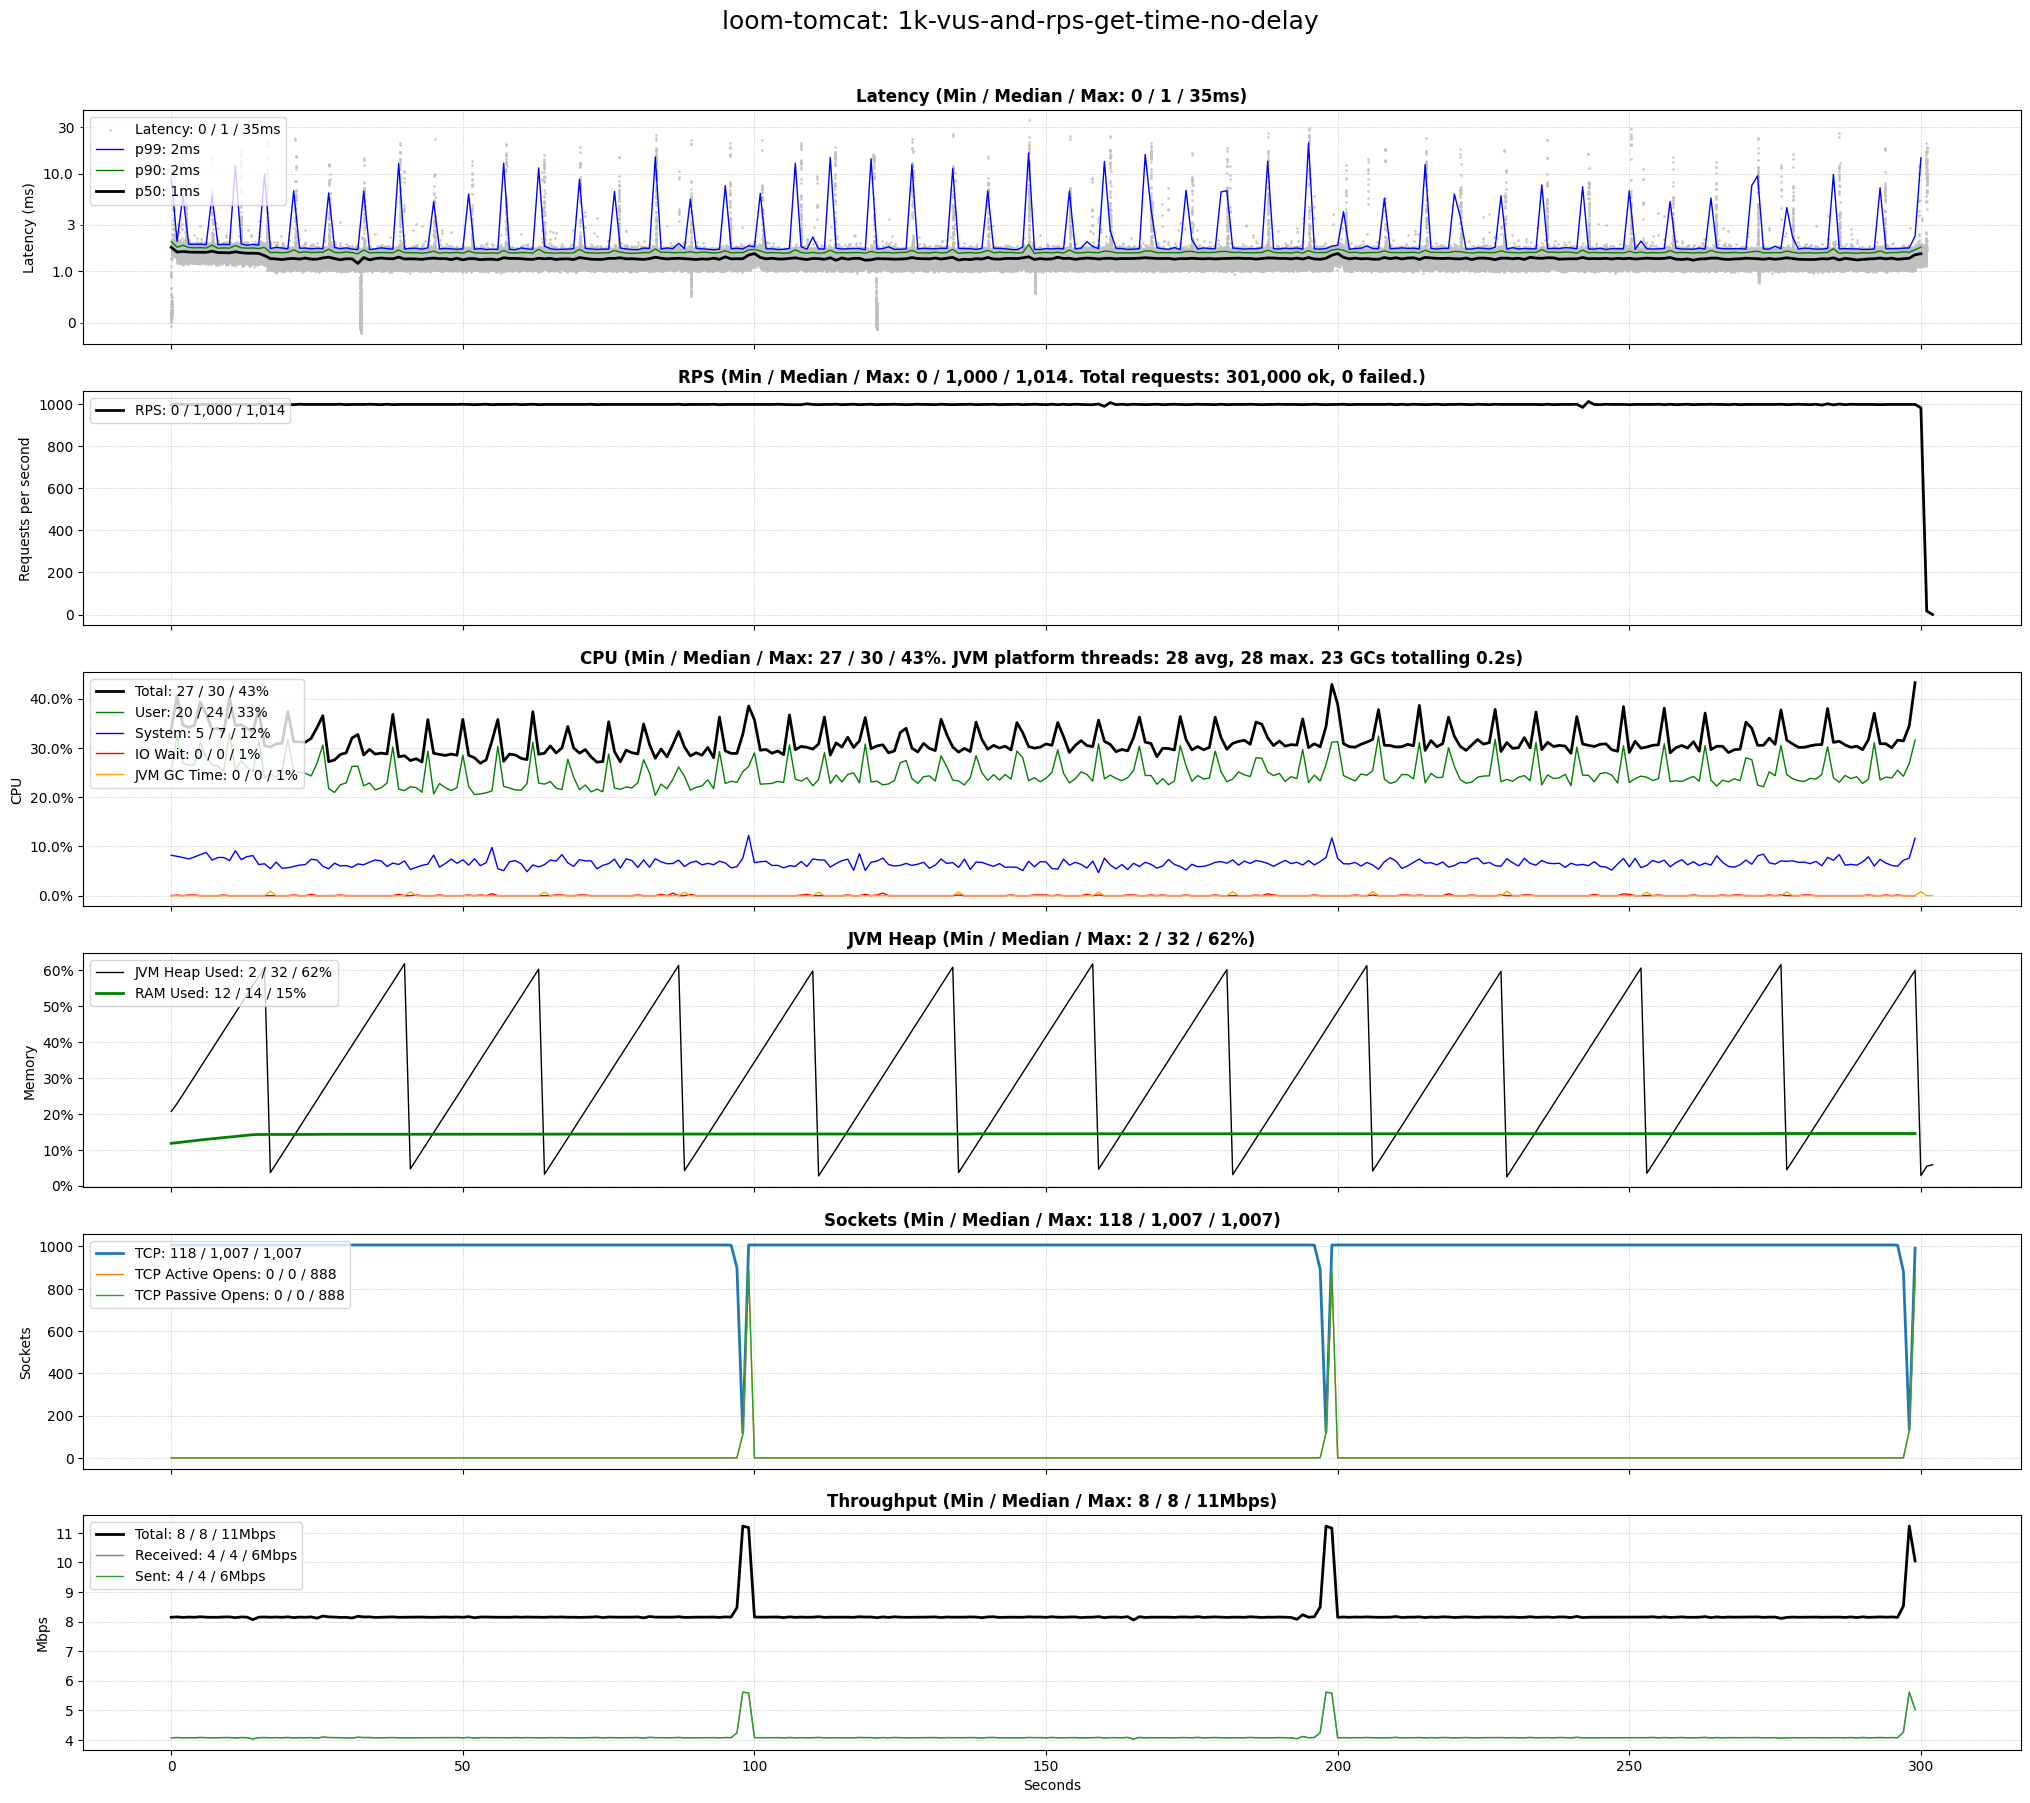 loom-tomcat: 1k-vus-and-rps-get-time-no-delay
Latency (Min / Median / Max: 0 / 1 / 35ms)
Latency (ms)
30
10.0
3
1.0
0
Latency: 0 / 1 / 35ms
p99: 2ms
p90: 2ms
p50: 1ms
RPS (Min / Median / Max: 0 / 1,000 / 1,014. Total requests: 301,000 ok, 0 failed.)
Requests per second
1000
800
600
400
200
0
RPS: 0 / 1,000 / 1,014
CPU (Min / Median / Max: 27 / 30 / 43%. JVM platform threads: 28 avg, 28 max. 23 GCs totalling 0.2s)
CPU
40.0%
30.0%
20.0%
10.0%
0.0%
Total: 27 / 30 / 43%
User: 20 / 24 / 33%
System: 5 / 7 / 12%
IO Wait: 0 / 0 / 1%
JVM GC Time: 0 / 0 / 1%
JVM Heap (Min / Median / Max: 2 / 32 / 62%)
Memory
60%
50%
40%
30%
20%
10%
0%
JVM Heap Used: 2 / 32 / 62%
RAM Used: 12 / 14 / 15%
Sockets (Min / Median / Max: 118 / 1,007 / 1,007)
Sockets
1000
800
600
400
200
0
TCP: 118 / 1,007 / 1,007
TCP Active Opens: 0 / 0 / 888
TCP Passive Opens: 0 / 0 / 888
Throughput (Min / Median / Max: 8 / 8 / 11Mbps)
Mbps
11
10
9
8
7
6
5
4
Total: 8 / 8 / 11Mbps
Received: 4 / 4 / 6Mbps
Sent: 4 / 4 / 6Mbps
0 50 100 150 200 250 300
Seconds